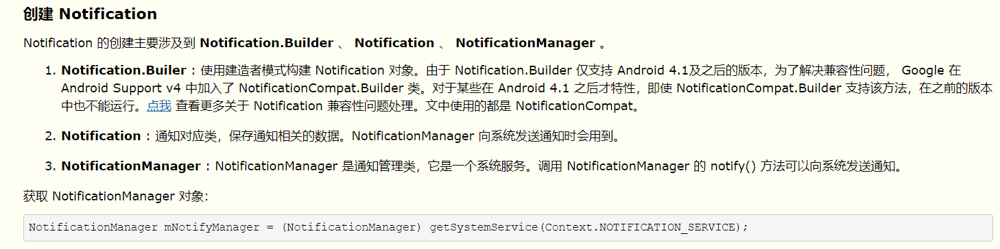 创建 Notification
Notification 的创建主要涉及到 Notification.Builder 、 Notification 、 NotificationManager 。
1. Notification.Builer : 使用建造者模式构建 Notification 对象。由于 Notification.Builder 仅支持 Android 4.1及之后的版本，为了解决兼容性问题， Google 在
Android Support v4 中加入了 NotificationCompat.Builder 类。对于某些在 Android 4.1 之后才特性，即使 NotificationCompat.Builder 支持该方法，在之前的版本
中也不能运行。点我 查看更多关于 Notification 兼容性问题处理。文中使用的都是 NotificationCompat。
2. Notification : 通知对应类，保存通知相关的数据。NotificationManager 向系统发送通知时会用到。
3. NotificationManager : NotificationManager 是通知管理类，它是一个系统服务。调用 NotificationManager 的 notify() 方法可以向系统发送通知。
获取 NotificationManager 对象：
NotificationManager mNotifyManager = (NotificationManager) getSystemService(Context.NOTIFICATION_SERVICE);